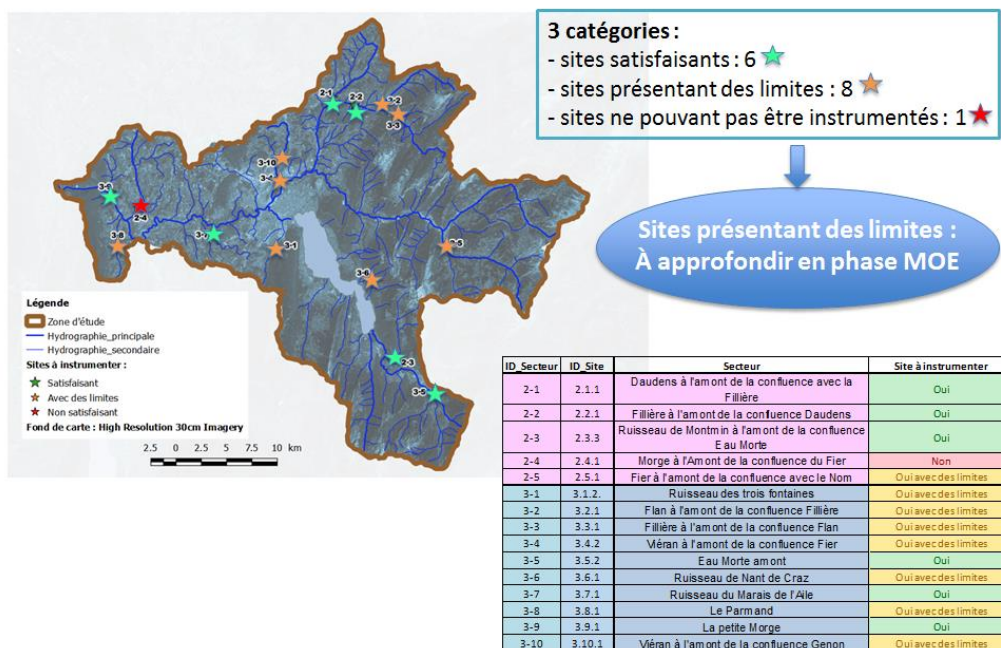 3 catégories :
- sites satisfaisants : 6
- sites présentant des limites : 8
- sites ne pouvant pas être instrumentés : 1
Sites présentant des limites :
À approfondir en phase MOE
2-1
2-2
3-2
3-3
3-10
3-4
3-9
2-4
3-7
3-8
3-1
2-5
3-6
2-3
3-5
Légende
Zone d'étude
Hydrographie_principale
Hydrographie_secondaire
Sites à instrumenter :
Satisfaisant
Avec des limites
Non satisfaisant
Fond de carte : High Resolution 30cm Imagery
2.5 0 2.5 5 7.5 10 km
ID_Secteur ID_Site Secteur Site à instrumenter
2-1 2.1.1 Daudens à l'amont de la confluence avec la
Fillière Oui
2-2 2.2.1 Fillière à l'amont de la confluence Daudens Oui
2-3 2.3.3 Ruisseau de Montmin à l'amont de la confluence
Eau Morte Oui
2-4 2.4.1 Morge à l'Amont de la confluence du Fier Non
2-5 2.5.1 Fier à l'amont de la confluence avec le Nom Oui avec des limites
3-1 3.1.2. Ruisseau des trois fontaines Oui avec des limites
3-2 3.2.1 Flan à l'amont de la confluence Fillière Oui avec des limites
3-3 3.3.1 Fillière à l'amont de la confluence Flan Oui avec des limites
3-4 3.4.2 Viéran à l'amont de la confluence Fier Oui avec des limites
3-5 3.5.2 Eau Morte amont Oui
3-6 3.6.1 Ruisseau de Nant de Craz Oui avec des limites
3-7 3.7.1 Ruisseau du Marais de l'Aile Oui
3-8 3.8.1 Le Parmand Oui avec des limites
3-9 3.9.1 La petite Morge Oui
3-10 3.10.1 Viéran à l'amont de la confluence Genon Oui avec des limites